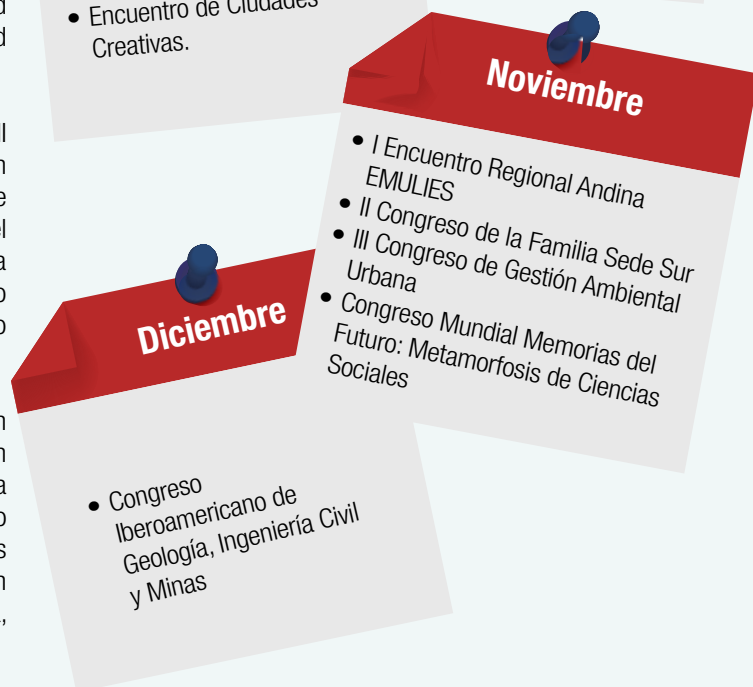 • Encuentro de Ciudades
Creativas.
Noviembre
• I Encuentro Regional Andina
EMULIES
• II Congreso de la Familia Sede Sur
• III Congreso de Gestión Ambiental
Urbana
• Congreso Mundial Memorias del
Futuro: Metamorfosis de Ciencias
Sociales
Diciembre
• Congreso
Iberoamericano de
Geología, Ingeniería Civil
y Minas